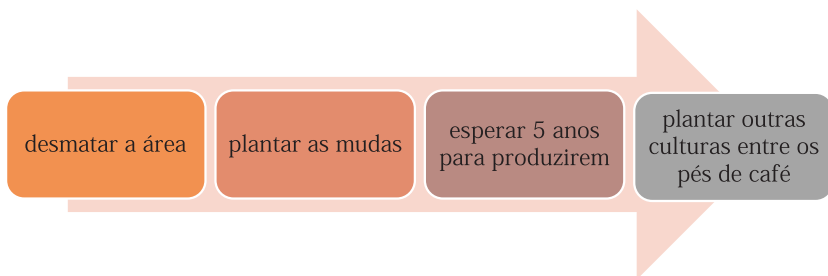 desmatar a área
plantar as mudas
esperar 5 anos
para produzirem
plantar outras
culturas entre os
pés de café